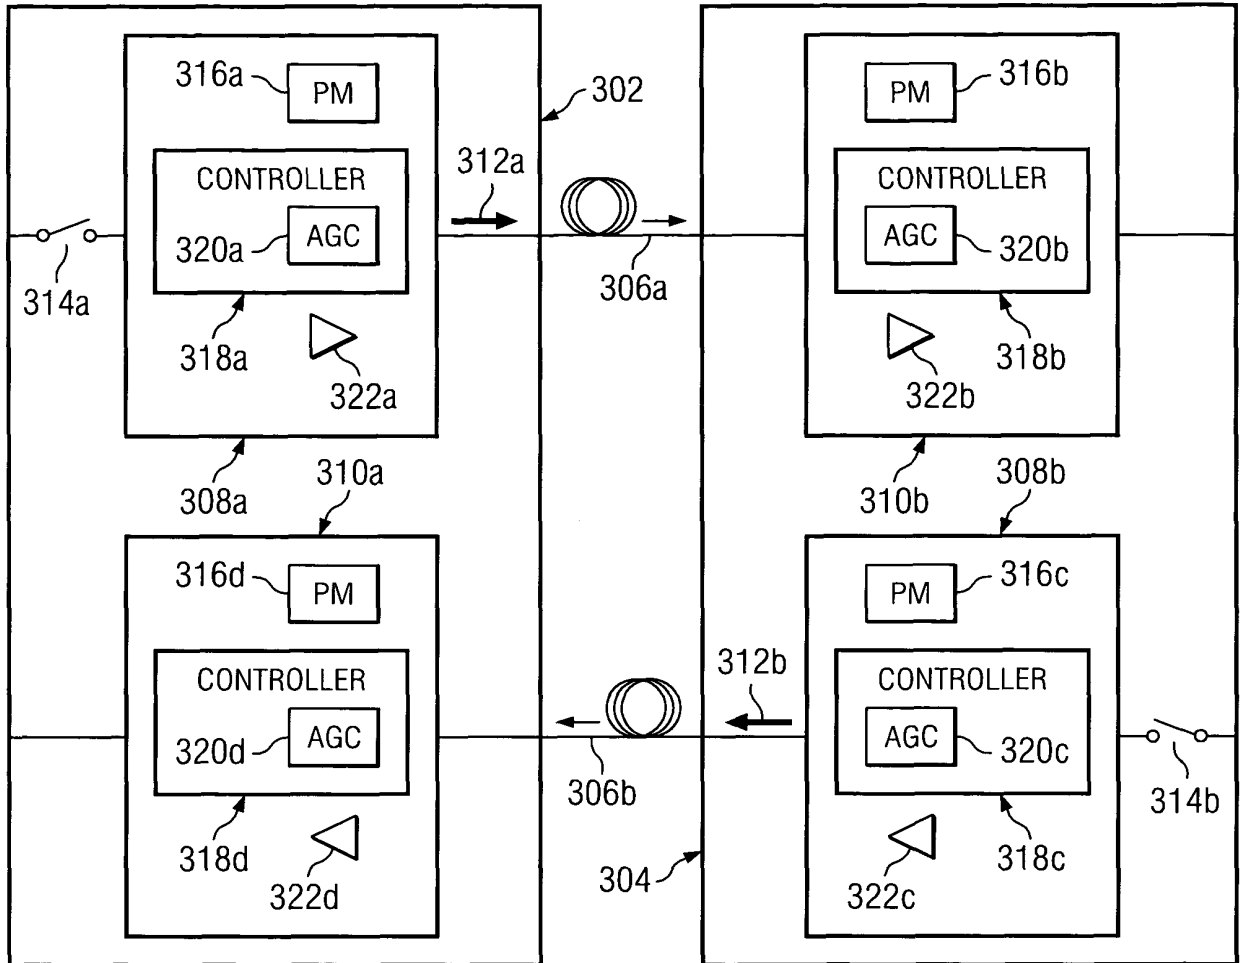 316a
PM
302
316b
PM
312a
CONTROLLER
CONTROLLER
320a
AGC
AGC
320b
314a
306a
318a
322a
322b
318b
308a
310a
310b
308b
316d
PM
PM
316c
312b
CONTROLLER
CONTROLLER
320d
AGC
AGC
320c
306b
314b
318d
322d
304
322c
318c